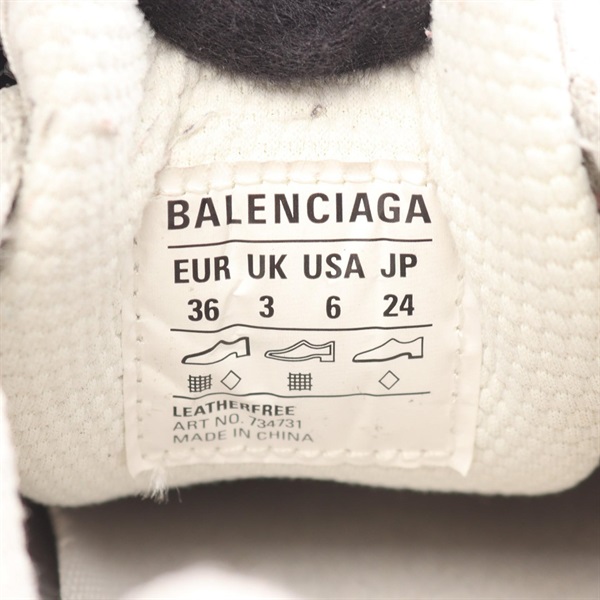 BALENCIAGA
EUR UK USA JP
36 3 6 24
LEATHERFREE
ART NO. 734731
MADE IN CHINA